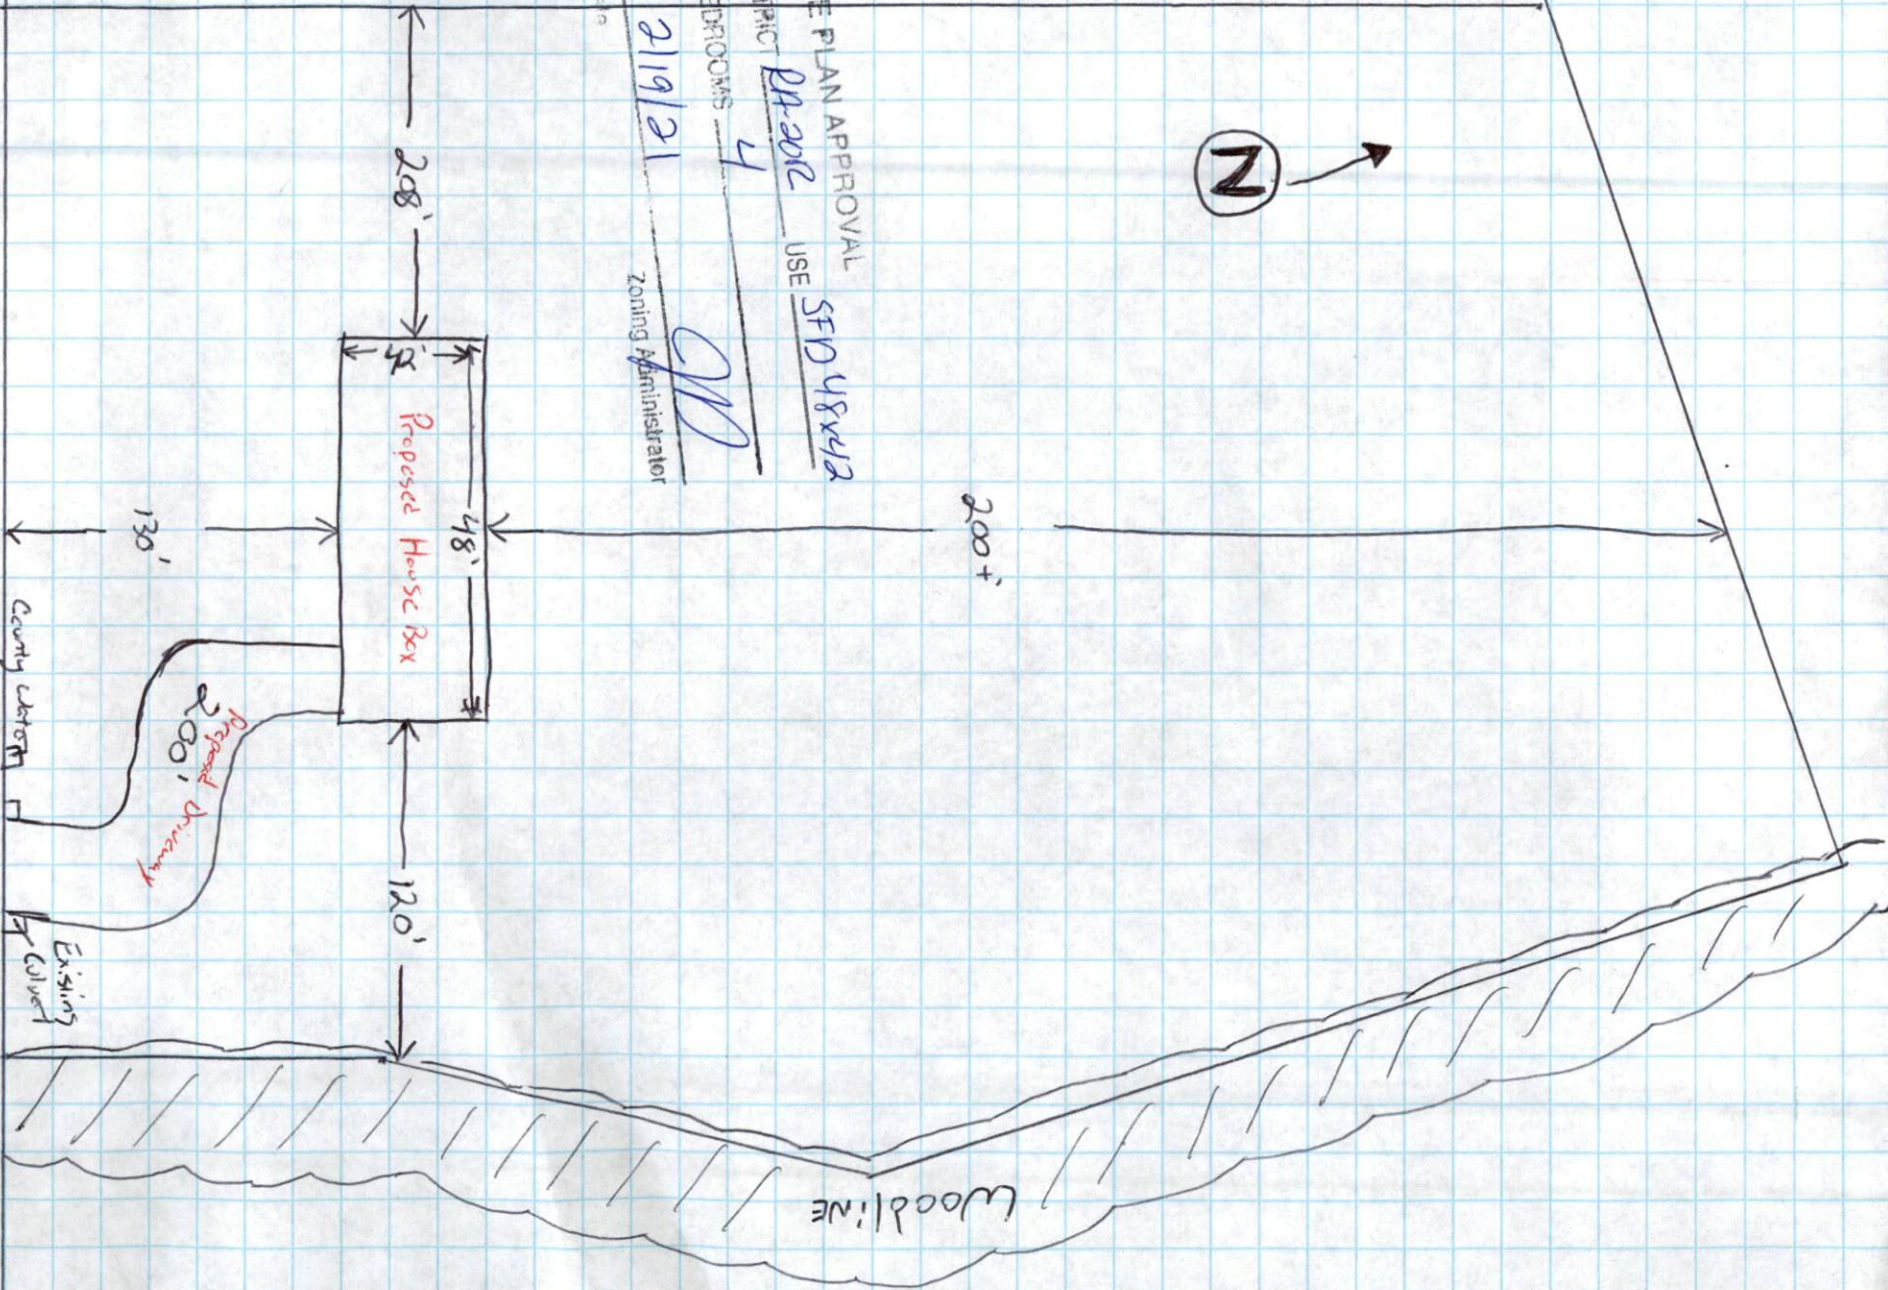 E PLAN APPROVAL
RICT RA-20R USE SFD 48x42
EDROOMS 4
2/19/21
Zoning Administrator
N
208'
42'
48'
Proposed House Box
130'
200+'
200'
Proposed Driveway
120'
County water
Existing
Culvert
Woodline